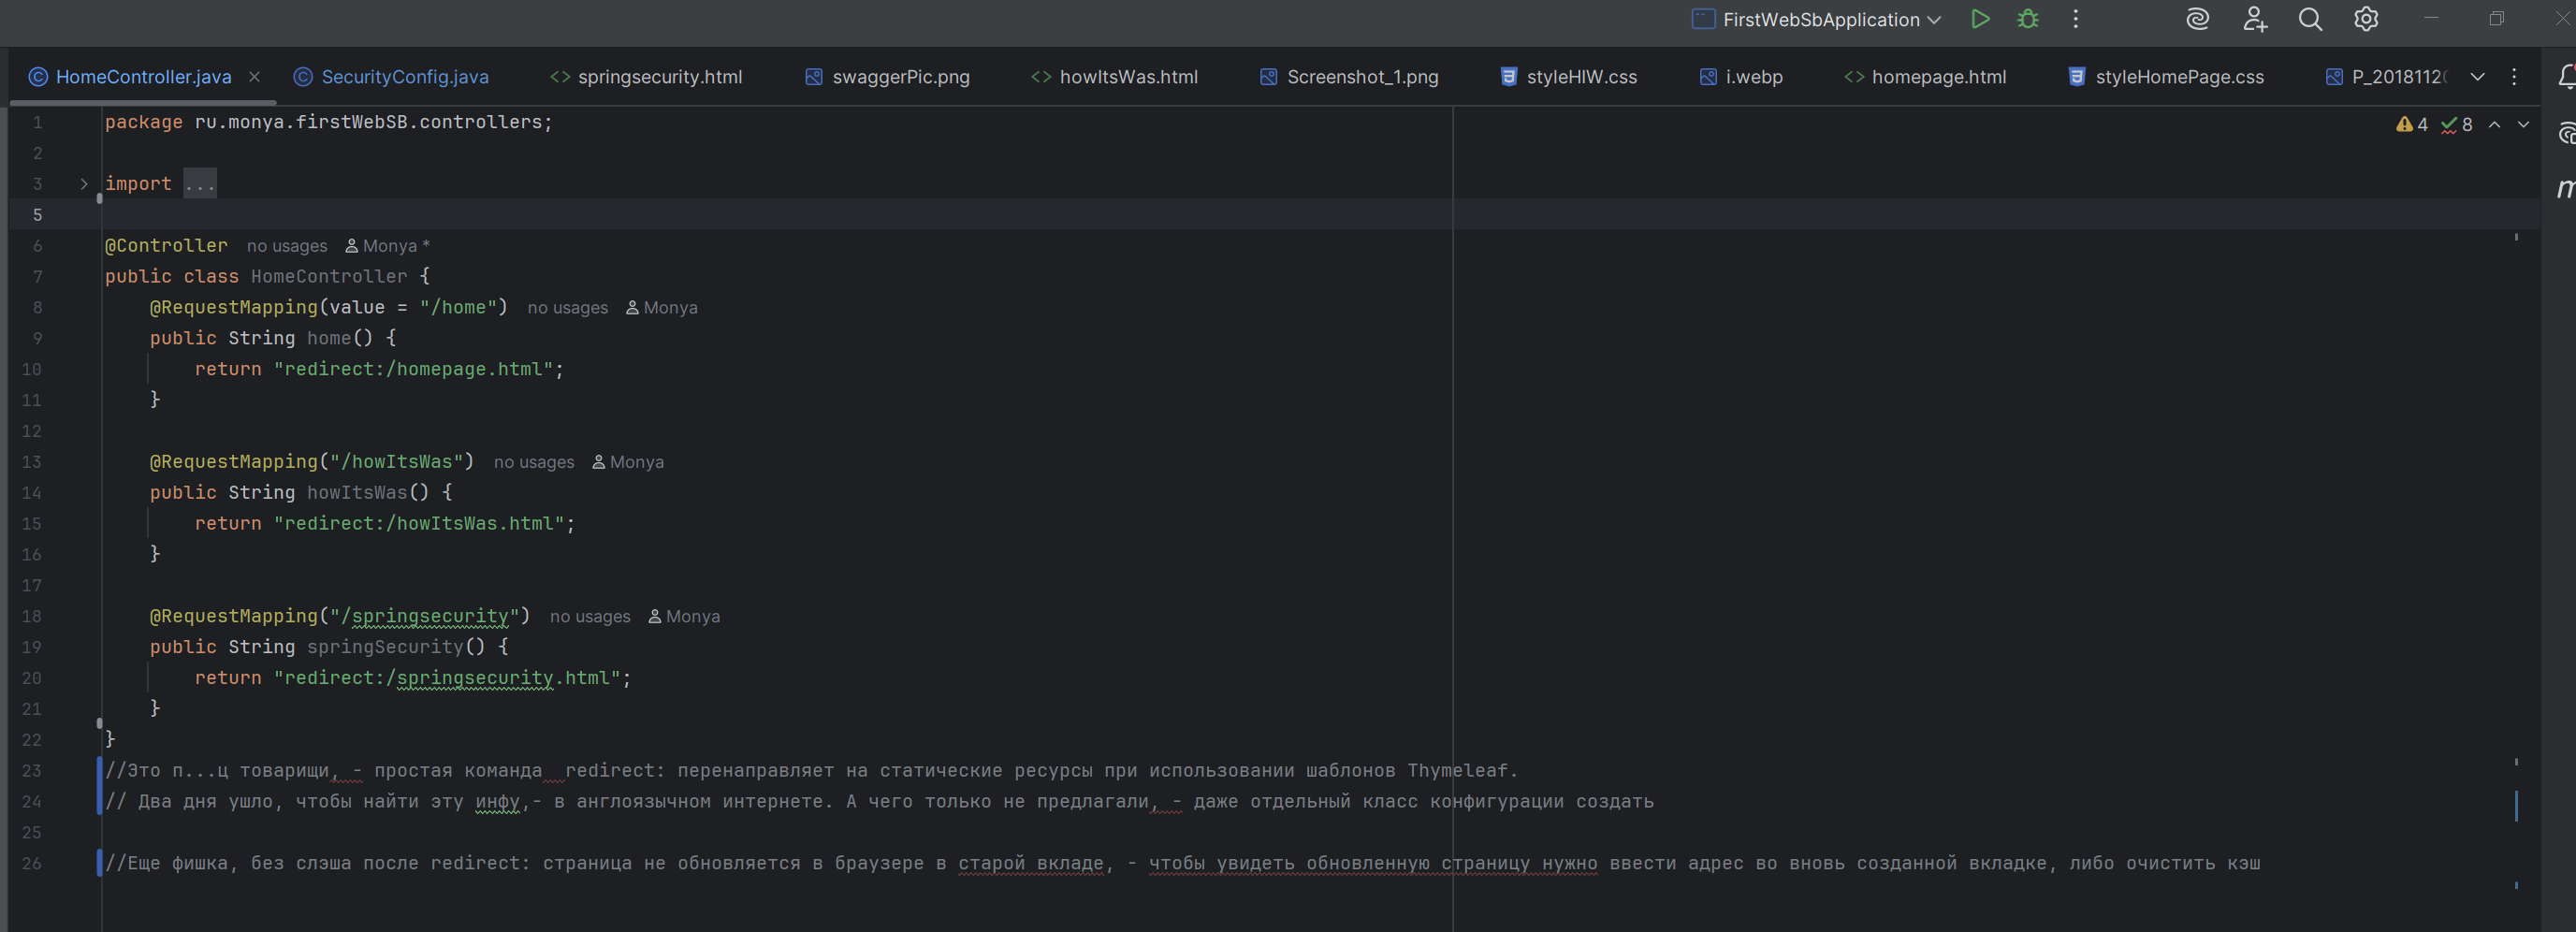 FirstWebSbApplication
HomeController.java SecurityConfig.java springsecurity.html swaggerPic.png howItsWas.html Screenshot_1.png styleHIW.css i.webp homepage.html styleHomePage.css P_2018112
4 8
1 package ru.monya.firstWebSB.controllers;
2
3 import ...
5
6 @Controller no usages Monya *
7 public class HomeController {
8 @RequestMapping(value = "/home") no usages Monya
9 public String home() {
10 return "redirect:/homepage.html";
11 }
12
13 @RequestMapping("/howItsWas") no usages Monya
14 public String howItsWas() {
15 return "redirect:/howItsWas.html";
16 }
17
18 @RequestMapping("/springsecurity") no usages Monya
19 public String springSecurity() {
20 return "redirect:/springsecurity.html";
21 }
22 }
23 //Это п...ц товарищи, - простая команда  redirect: перенаправляет на статические ресурсы при использовании шаблонов Thymeleaf.
24 // Два дня ушло, чтобы найти эту инфу,- в англоязычном интернете. А чего только не предлагали, - даже отдельный класс конфигурации создать
25
26 //Еще фишка, без слэша после redirect: страница не обновляется в браузере в старой вкладе, - чтобы увидеть обновленную страницу нужно ввести адрес во вновь созданной вкладке, либо очистить кэш